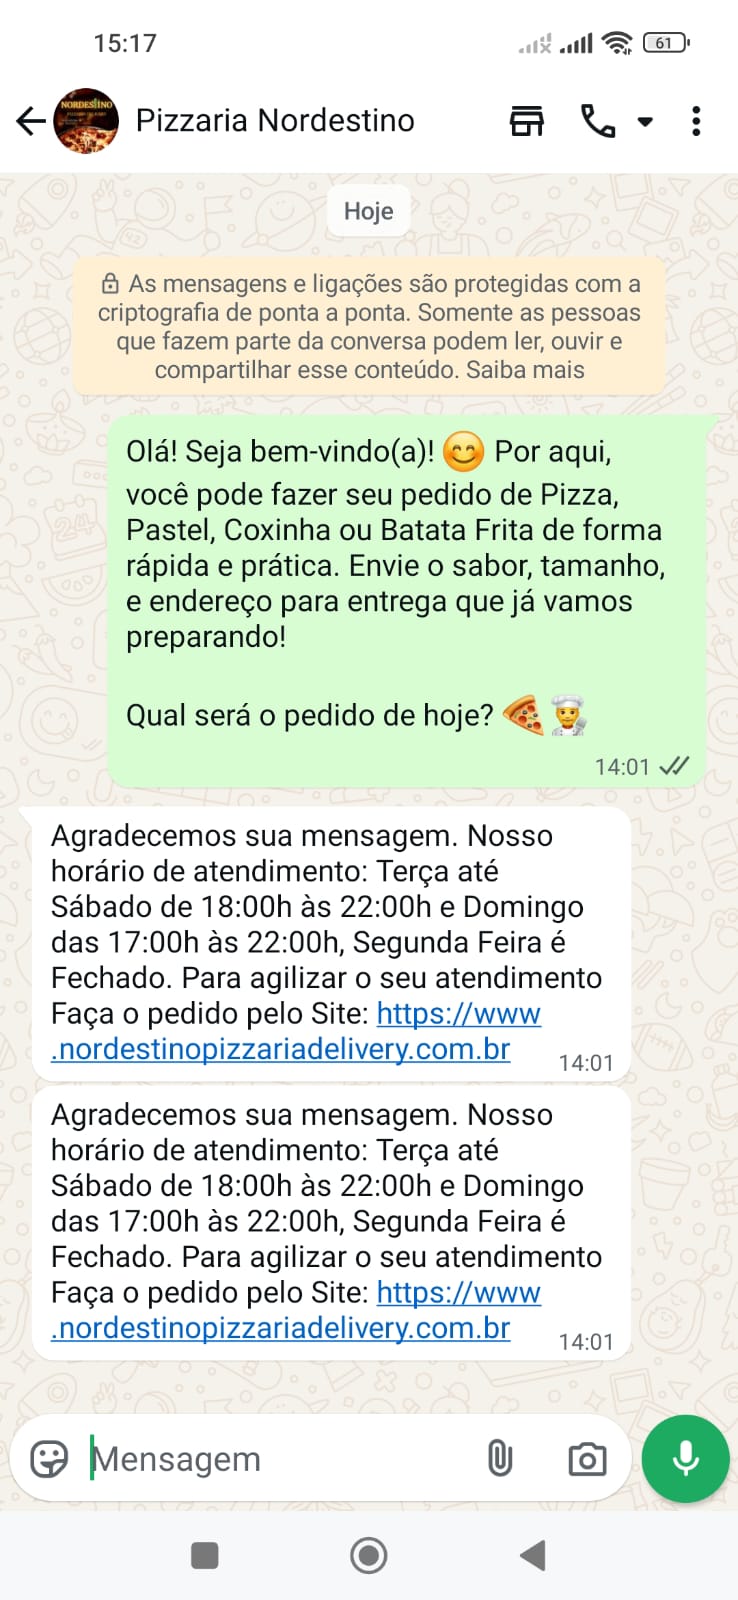 15:17
61
NORDESTINO
Pizzaria Nordestino
Hoje
As mensagens e ligações são protegidas com a
criptografia de ponta a ponta. Somente as pessoas
que fazem parte da conversa podem ler, ouvir e
compartilhar esse conteúdo. Saiba mais
Olá! Seja bem-vindo(a)! 😊 Por aqui,
você pode fazer seu pedido de Pizza,
Pastel, Coxinha ou Batata Frita de forma
rápida e prática. Envie o sabor, tamanho,
e endereço para entrega que já vamos
preparando!
Qual será o pedido de hoje? 🍕👨‍🍳
14:01
Agradecemos sua mensagem. Nosso
horário de atendimento: Terça até
Sábado de 18:00h às 22:00h e Domingo
das 17:00h às 22:00h, Segunda Feira é
Fechado. Para agilizar o seu atendimento
Faça o pedido pelo Site: https://www
.nordestinopizzariadelivery.com.br
14:01
Agradecemos sua mensagem. Nosso
horário de atendimento: Terça até
Sábado de 18:00h às 22:00h e Domingo
das 17:00h às 22:00h, Segunda Feira é
Fechado. Para agilizar o seu atendimento
Faça o pedido pelo Site: https://www
.nordestinopizzariadelivery.com.br
14:01
Mensagem